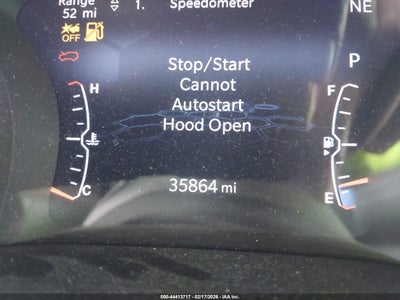 Range
52 mi
1. Speedometer
NE
OFF
P
Stop/Start
Cannot
Autostart
Hood Open
H
F
C
E
35864 mi
000-44413717 - 02/17/2026 - IAA Inc.